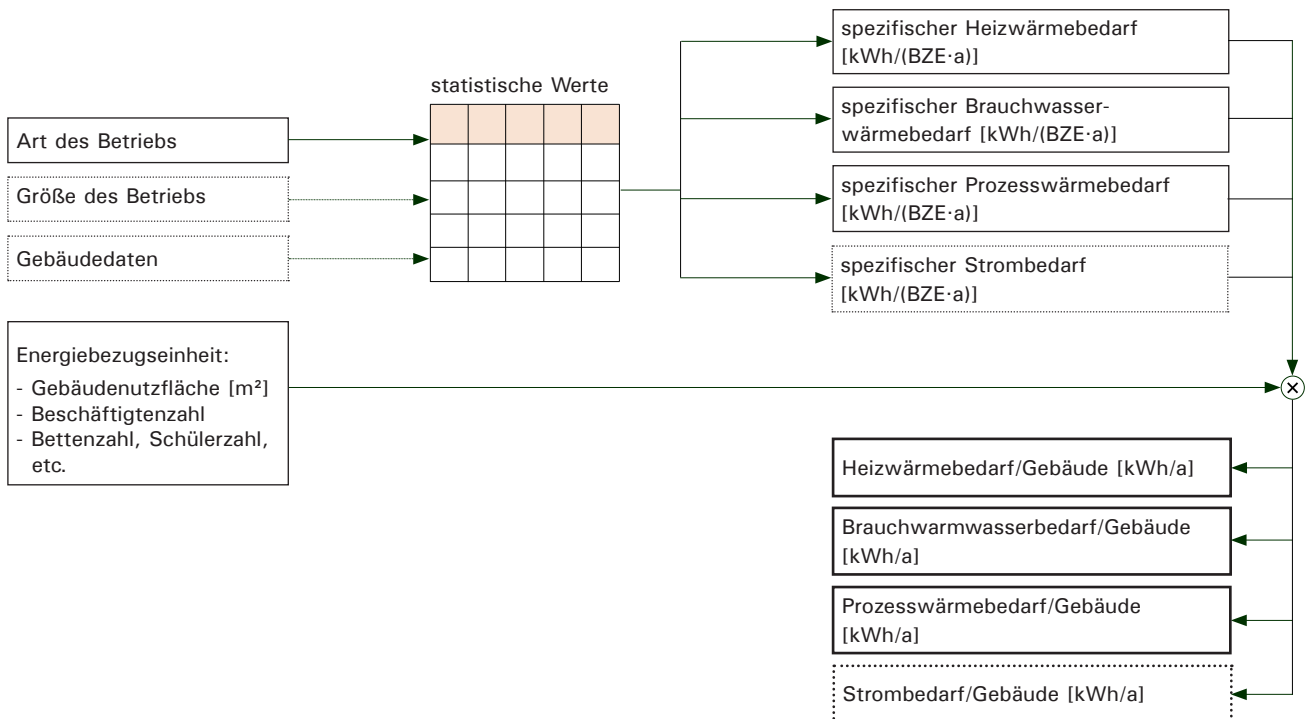 statistische Werte
Art des Betriebs
Größe des Betriebs
Gebäudedaten
spezifischer Heizwärmebedarf
[kWh/(BZE·a)]
spezifischer Brauchwasser-
wärmebedarf [kWh/(BZE·a)]
spezifischer Prozesswärmebedarf
[kWh/(BZE·a)]
spezifischer Strombedarf
[kWh/(BZE·a)]
Energiebezugseinheit:
- Gebäudenutzfläche [m²]
- Beschäftigtenzahl
- Bettenzahl, Schülerzahl,
etc.
×
Heizwärmebedarf/Gebäude [kWh/a]
Brauchwarmwasserbedarf/Gebäude
[kWh/a]
Prozesswärmebedarf/Gebäude
[kWh/a]
Strombedarf/Gebäude [kWh/a]